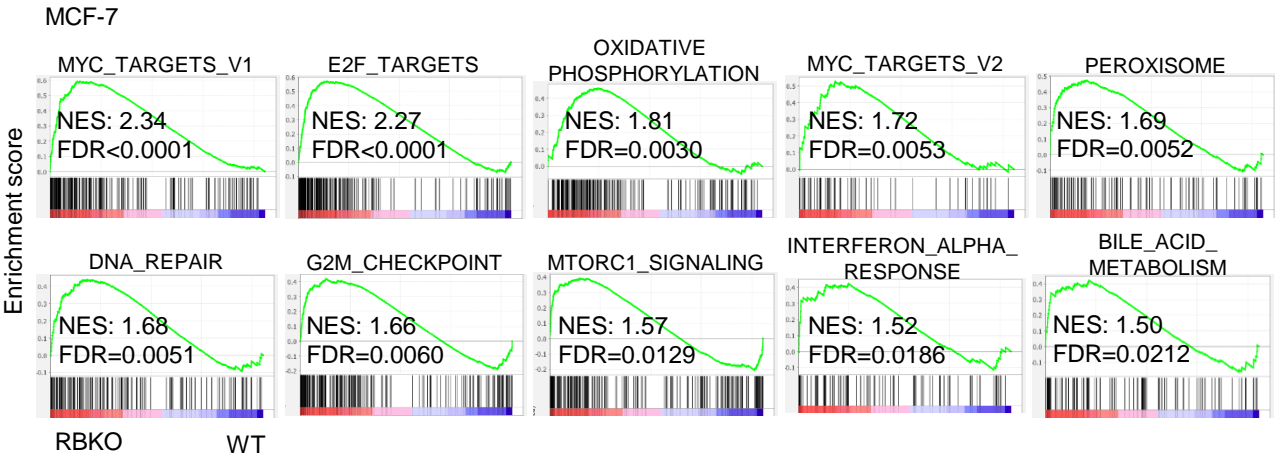 MCF-7
Enrichment score
MYC_TARGETS_V1
NES: 2.34
FDR<0.0001
E2F_TARGETS
NES: 2.27
FDR<0.0001
OXIDATIVE
PHOSPHORYLATION
NES: 1.81
FDR=0.0030
MYC_TARGETS_V2
NES: 1.72
FDR=0.0053
PEROXISOME
NES: 1.69
FDR=0.0052
DNA_REPAIR
NES: 1.68
FDR=0.0051
G2M_CHECKPOINT
NES: 1.66
FDR=0.0060
MTORC1_SIGNALING
NES: 1.57
FDR=0.0129
INTERFERON_ALPHA_
RESPONSE
NES: 1.52
FDR=0.0186
BILE_ACID_
METABOLISM
NES: 1.50
FDR=0.0212
RBKO WT